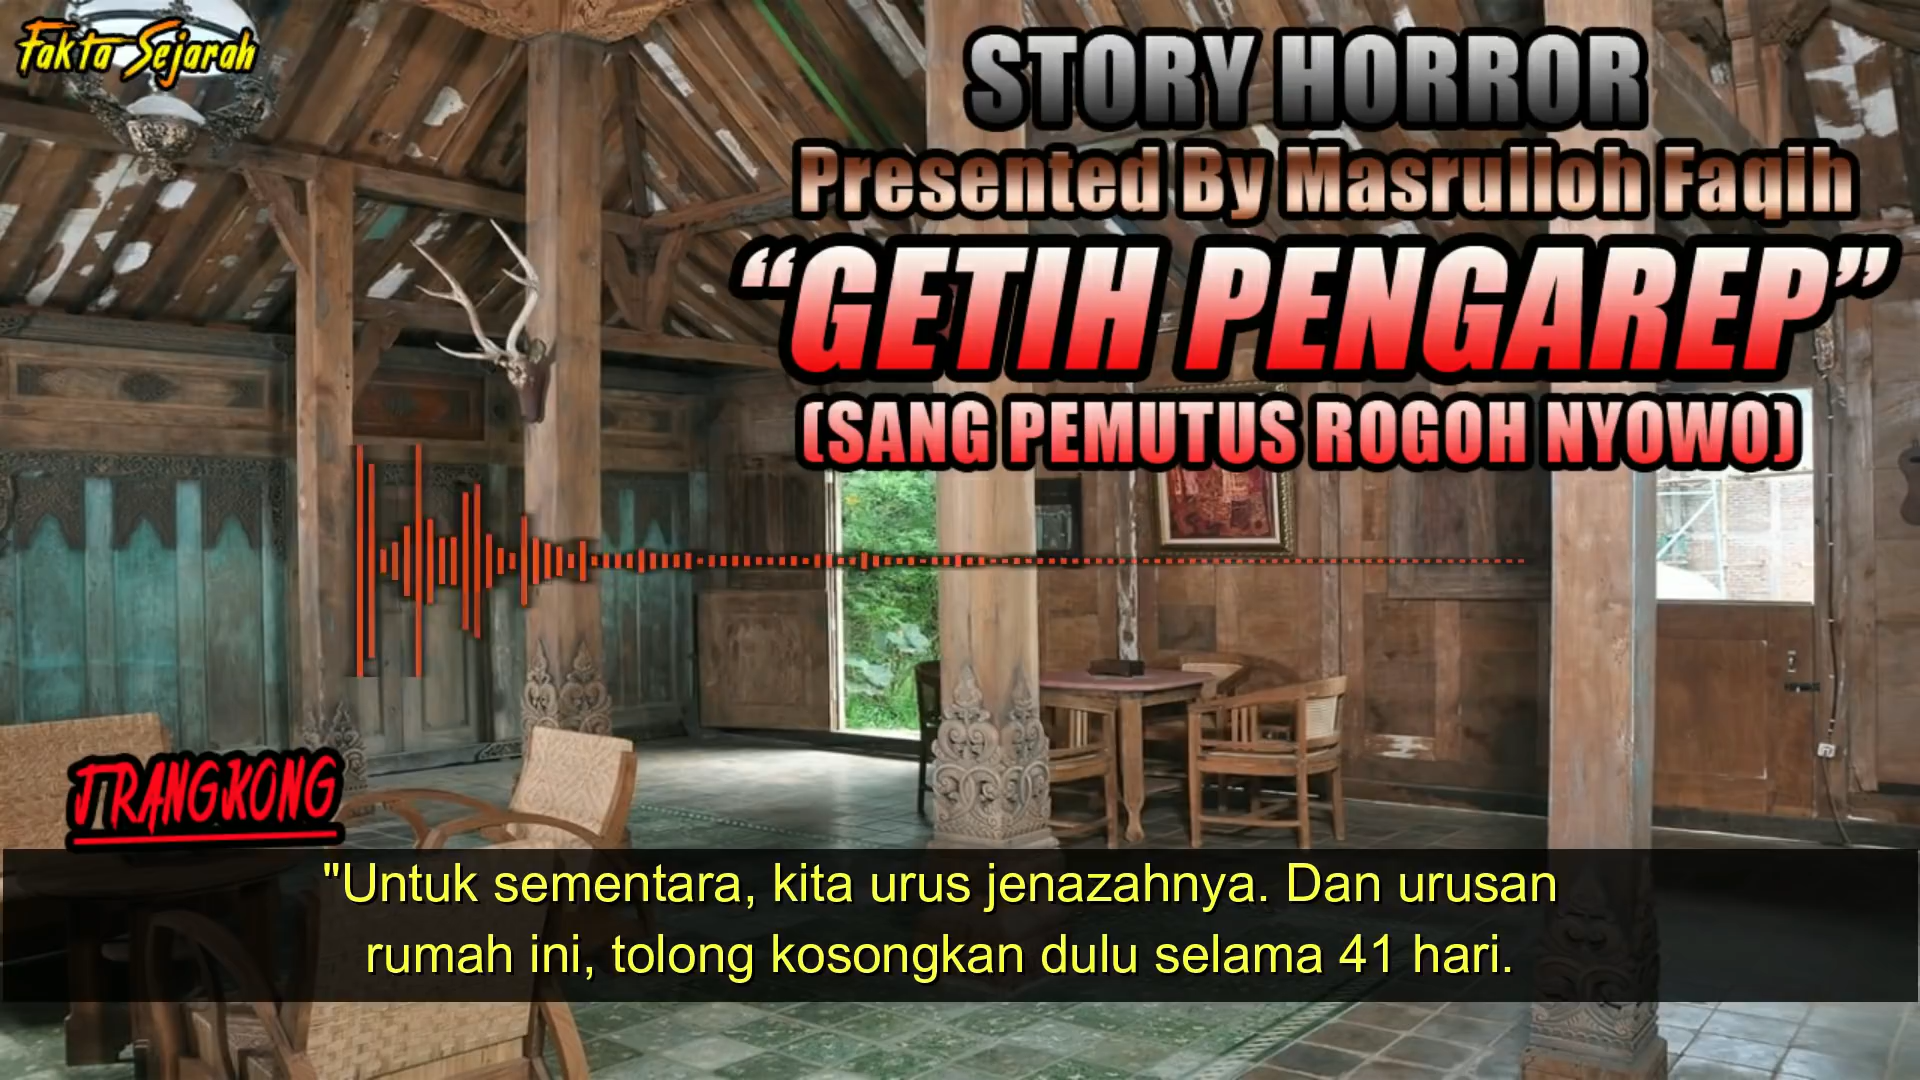 Fakta Sejarah
STORY HORROR
Presented By Masrulloh Faqih
“GETIH PENGAREP”
(SANG PEMUTUS ROGOH NYOWO)
JTRANGKONG
"Untuk sementara, kita urus jenazahnya. Dan urusan
rumah ini, tolong kosongkan dulu selama 41 hari.